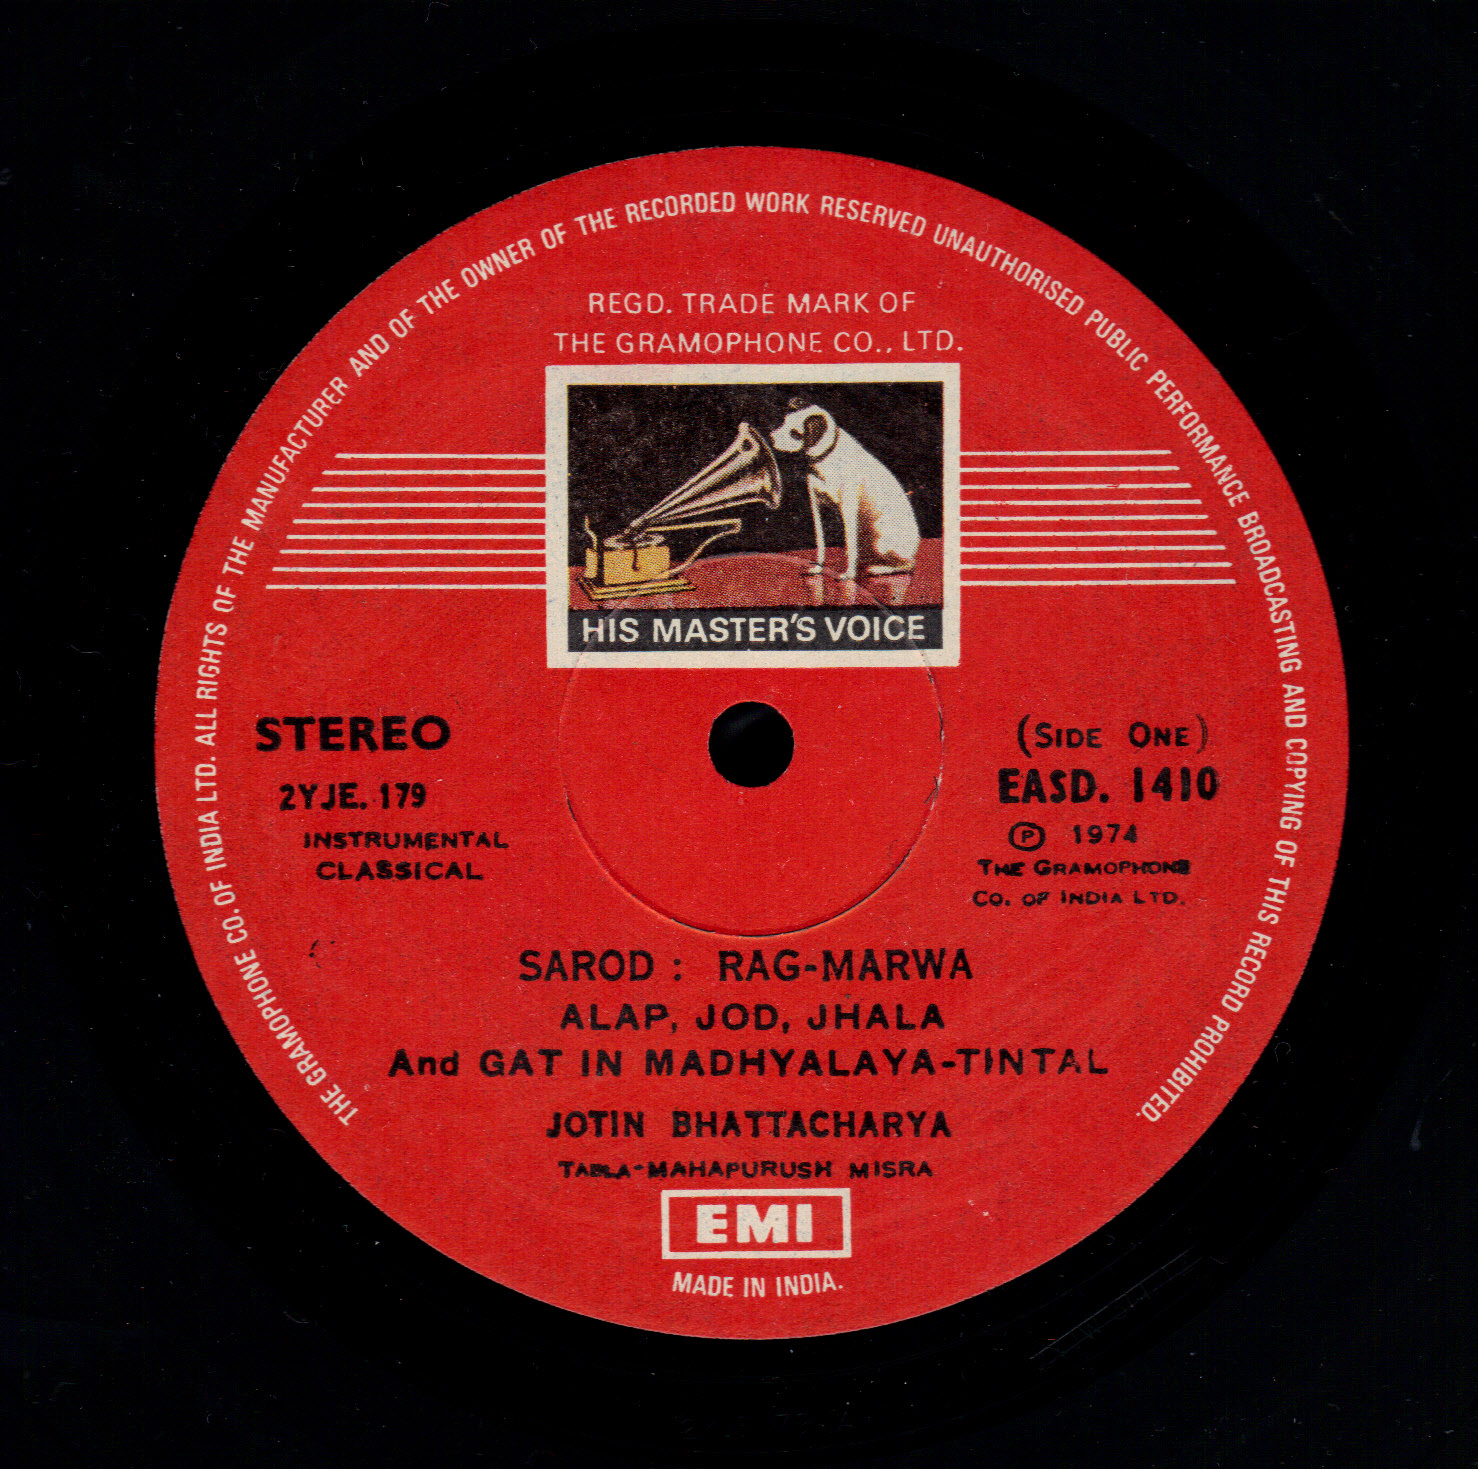 THE GRAMOPHONE CO. OF INDIA LTD. ALL RIGHTS OF THE MANUFACTURER AND OF THE OWNER OF THE RECORDED WORK RESERVED UNAUTHORISED PUBLIC PERFORMANCE BROADCASTING AND COPYING OF THIS RECORD PROHIBITED.
REGD. TRADE MARK OF
THE GRAMOPHONE CO., LTD.
HIS MASTER'S VOICE
STEREO
2YJE. 179
INSTRUMENTAL
CLASSICAL
(SIDE ONE)
EASD. 1410
Ⓟ 1974
THE GRAMOPHONE
CO. OF INDIA LTD.
SAROD : RAG-MARWA
ALAP, JOD, JHALA
And GAT IN MADHYALAYA-TINTAL
JOTIN BHATTACHARYA
TABLA-MAHAPURUSH MISRA
EMI
MADE IN INDIA.